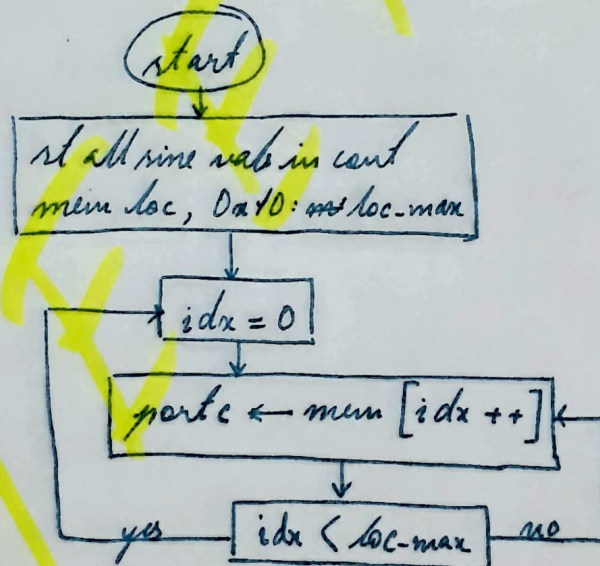 start
st all sine vals in cont
mem loc, 0x10: loc-max
idx = 0
portc ← mem [idx ++]
idx < loc-max
yes
no